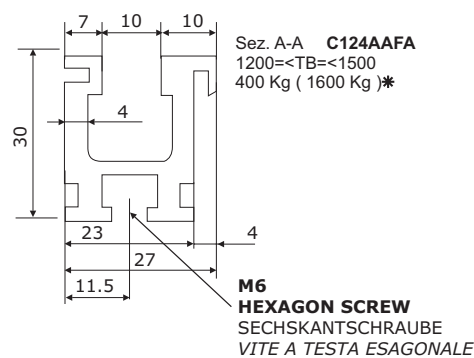 7 10 10
Sez. A-A C124AAFA
1200=<TB=<1500
400 Kg ( 1600 Kg )✱
4
30
23 4
27
11.5
M6
HEXAGON SCREW
SECHSKANTSCHRAUBE
VITE A TESTA ESAGONALE